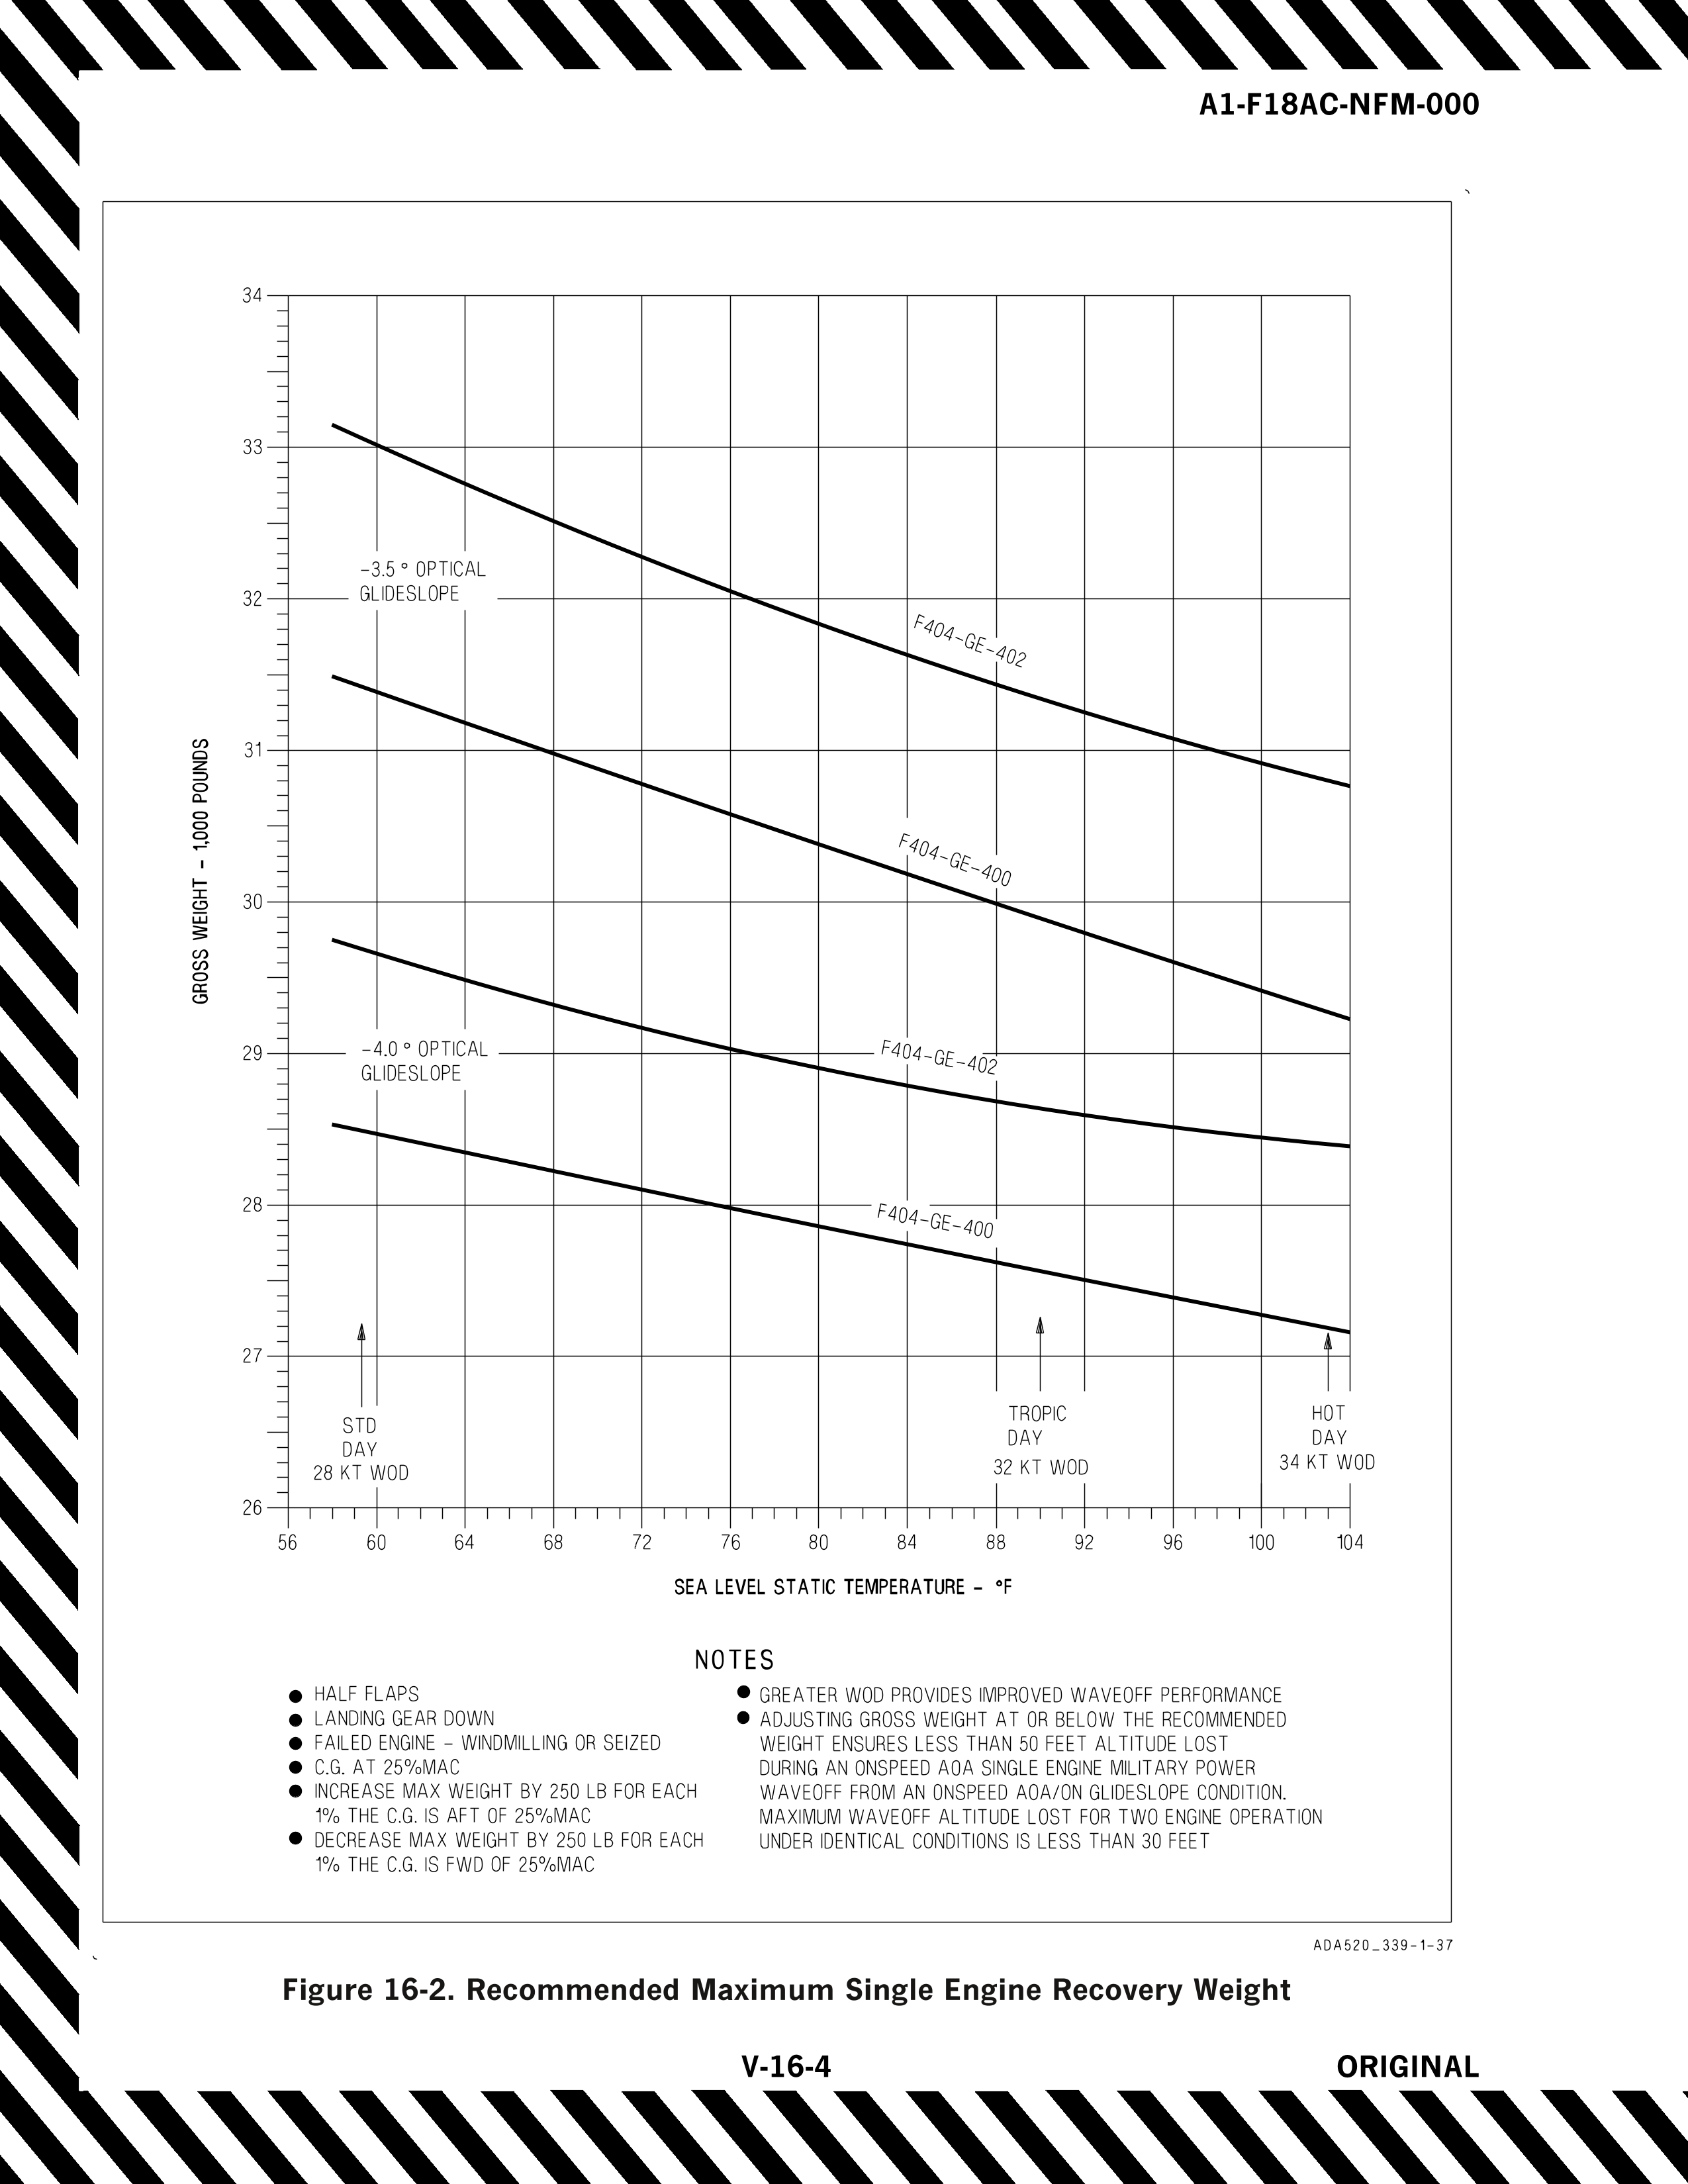 A1-F18AC-NFM-000
34
33
32
31
30
29
28
27
26
GROSS WEIGHT – 1,000 POUNDS
–3.5 ° OPTICAL
GLIDESLOPE
F404–GE–402
F404–GE–400
–4.0 ° OPTICAL
GLIDESLOPE
F404–GE–402
F404–GE–400
STD
DAY
28 KT WOD
TROPIC
DAY
32 KT WOD
HOT
DAY
34 KT WOD
56 60 64 68 72 76 80 84 88 92 96 100 104
SEA LEVEL STATIC TEMPERATURE – °F
NOTES
● HALF FLAPS
● LANDING GEAR DOWN
● FAILED ENGINE – WINDMILLING OR SEIZED
● C.G. AT 25%MAC
● INCREASE MAX WEIGHT BY 250 LB FOR EACH
1% THE C.G. IS AFT OF 25%MAC
● DECREASE MAX WEIGHT BY 250 LB FOR EACH
1% THE C.G. IS FWD OF 25%MAC
● GREATER WOD PROVIDES IMPROVED WAVEOFF PERFORMANCE
● ADJUSTING GROSS WEIGHT AT OR BELOW THE RECOMMENDED
WEIGHT ENSURES LESS THAN 50 FEET ALTITUDE LOST
DURING AN ONSPEED AOA SINGLE ENGINE MILITARY POWER
WAVEOFF FROM AN ONSPEED AOA/ON GLIDESLOPE CONDITION.
MAXIMUM WAVEOFF ALTITUDE LOST FOR TWO ENGINE OPERATION
UNDER IDENTICAL CONDITIONS IS LESS THAN 30 FEET
ADA520_339-1-37
Figure 16-2. Recommended Maximum Single Engine Recovery Weight
V-16-4
ORIGINAL